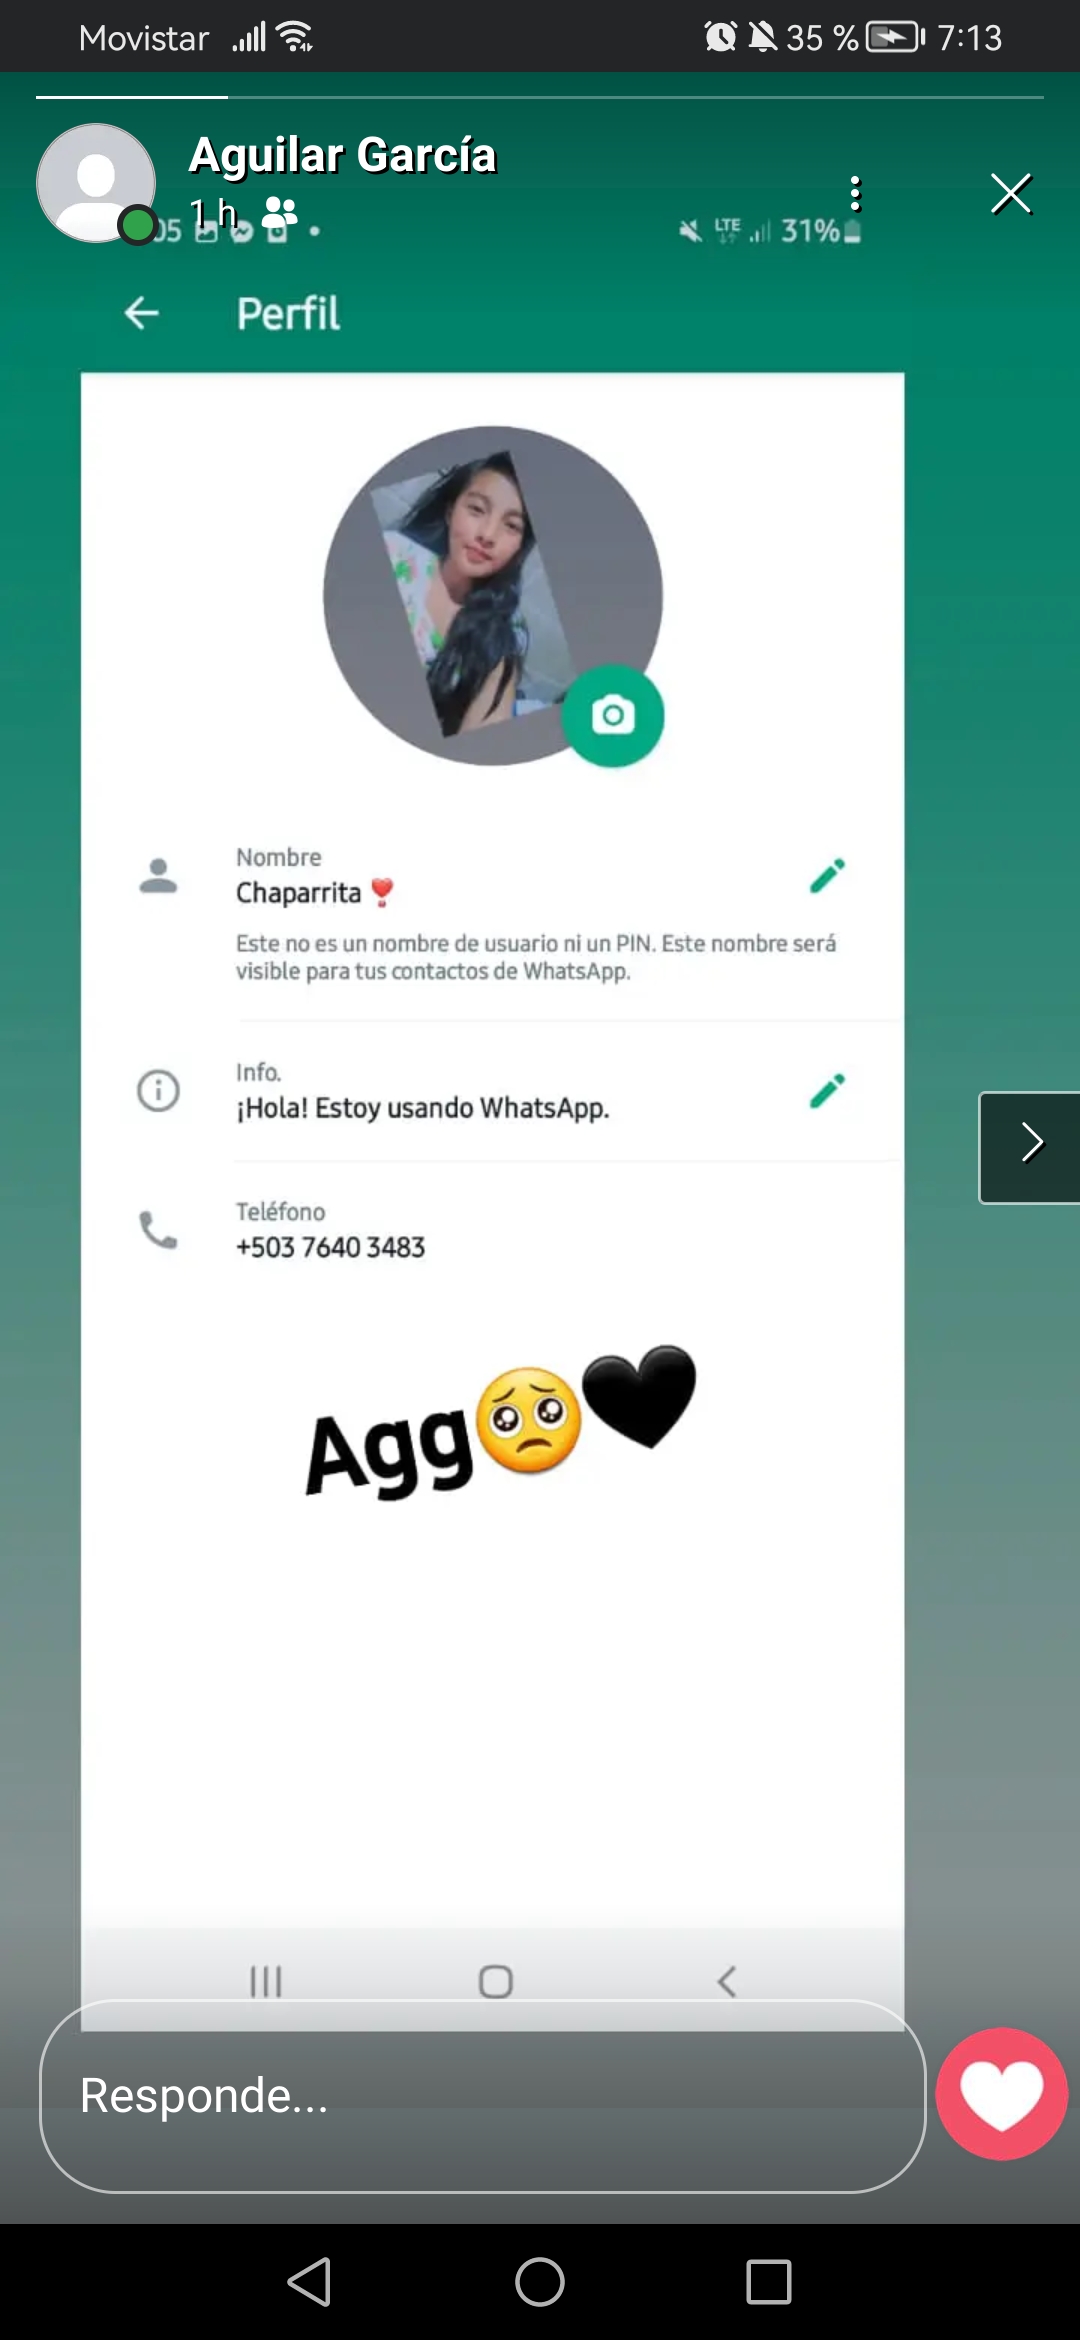 Movistar 35 % 7:13
Aguilar García
1 h
05 LTE 31%
Perfil
Nombre
Chaparrita ❣️
Este no es un nombre de usuario ni un PIN. Este nombre será
visible para tus contactos de WhatsApp.
Info.
¡Hola! Estoy usando WhatsApp.
Teléfono
+503 7640 3483
Agg🥺🖤
Responde...